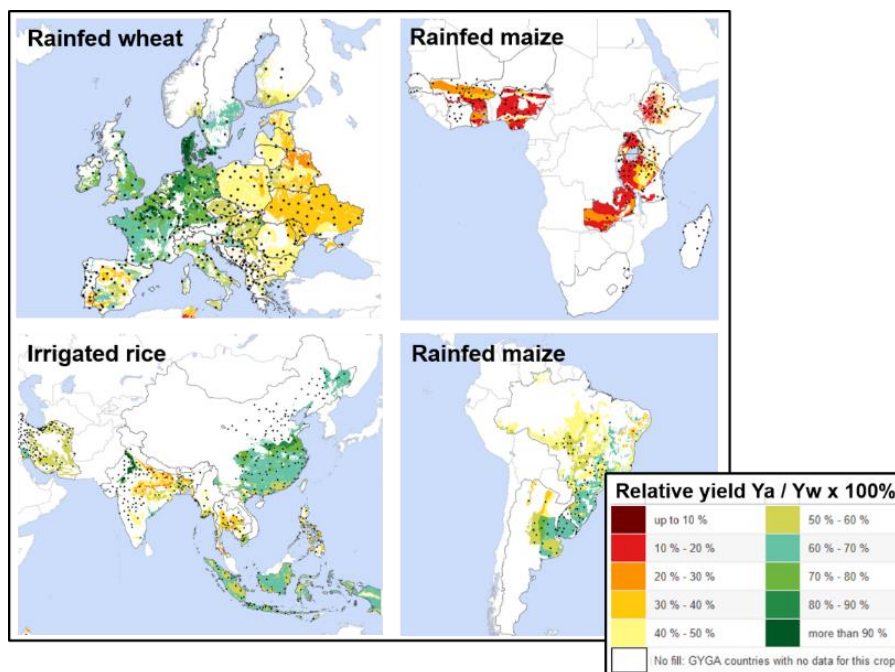 Rainfed wheat
Rainfed maize
Irrigated rice
Rainfed maize
Relative yield Ya / Yw x 100%
up to 10 %
50 % - 60 %
10 % - 20 %
60 % - 70 %
20 % - 30 %
70 % - 80 %
30 % - 40 %
80 % - 90 %
40 % - 50 %
more than 90 %
No fill: GYGA countries with no data for this crop